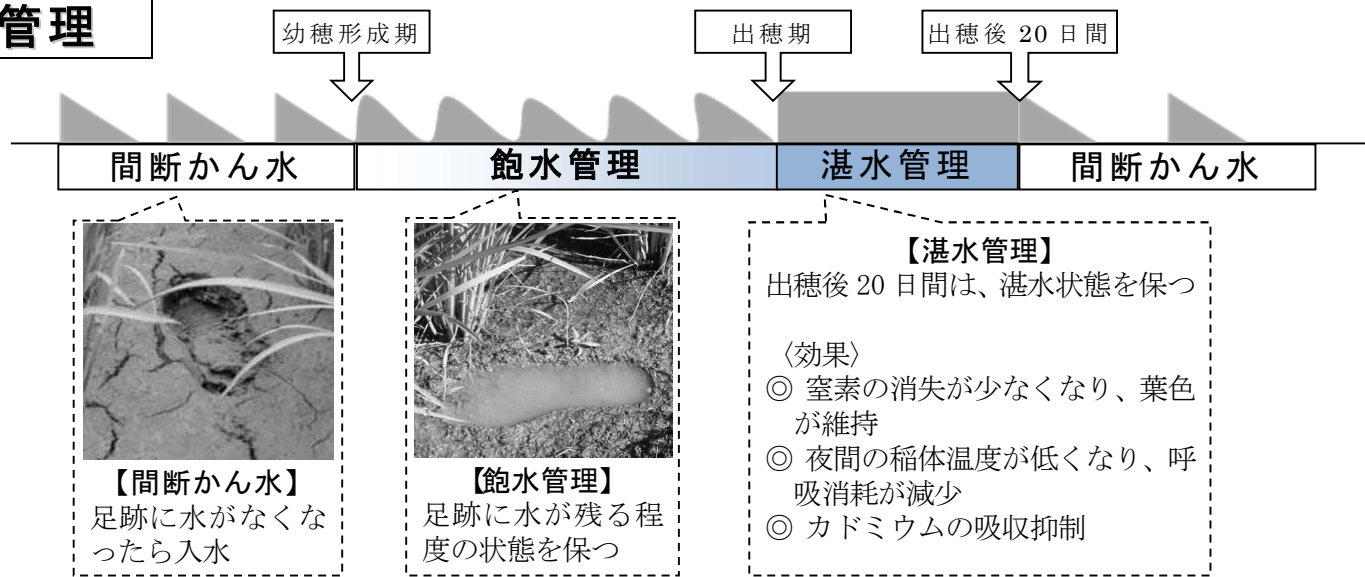 管理
幼穂形成期
出穂期
出穂後 20 日間
間断かん水
飽水管理
湛水管理
間断かん水
【間断かん水】
足跡に水がなくな
ったら入水
【飽水管理】
足跡に水が残る程
度の状態を保つ
【湛水管理】
出穂後 20 日間は、湛水状態を保つ
〈効果〉
◎ 窒素の消失が少なくなり、葉色
が維持
◎ 夜間の稲体温度が低くなり、呼
吸消耗が減少
◎ カドミウムの吸収抑制